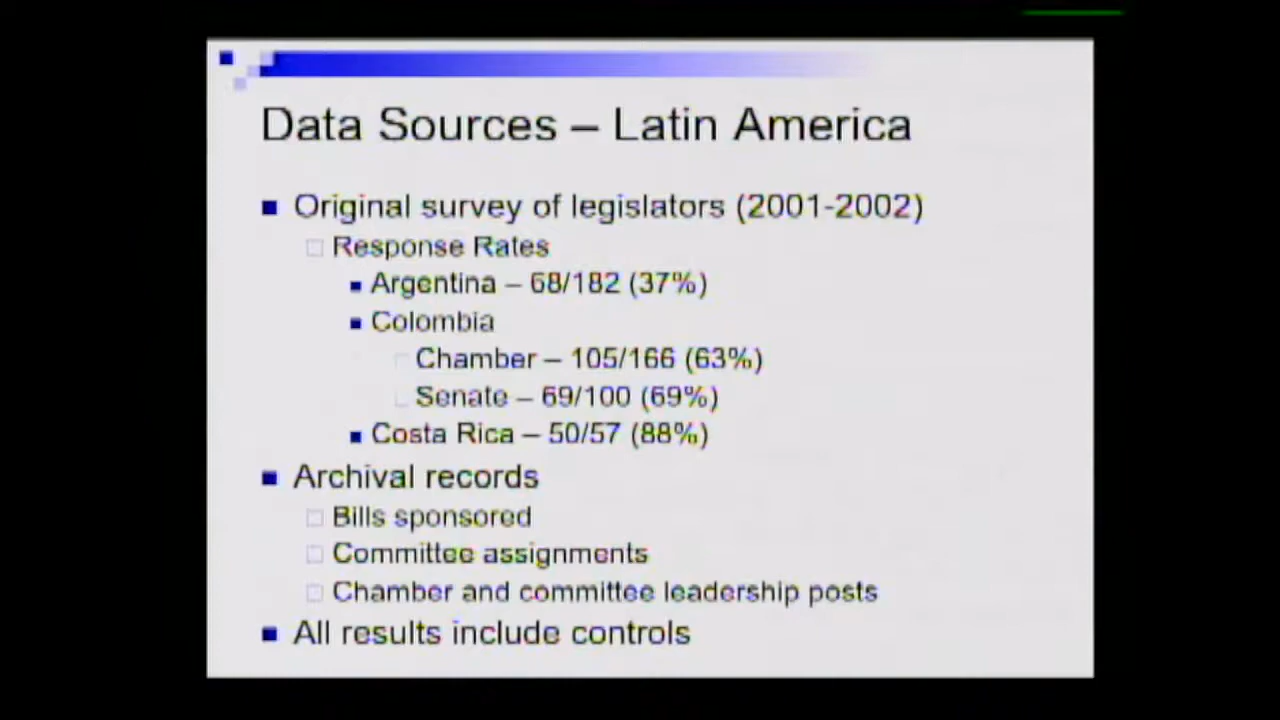 Data Sources – Latin America
Original survey of legislators (2001-2002)
Response Rates
Argentina – 68/182 (37%)
Colombia
Chamber – 105/166 (63%)
Senate – 69/100 (69%)
Costa Rica – 50/57 (88%)
Archival records
Bills sponsored
Committee assignments
Chamber and committee leadership posts
All results include controls